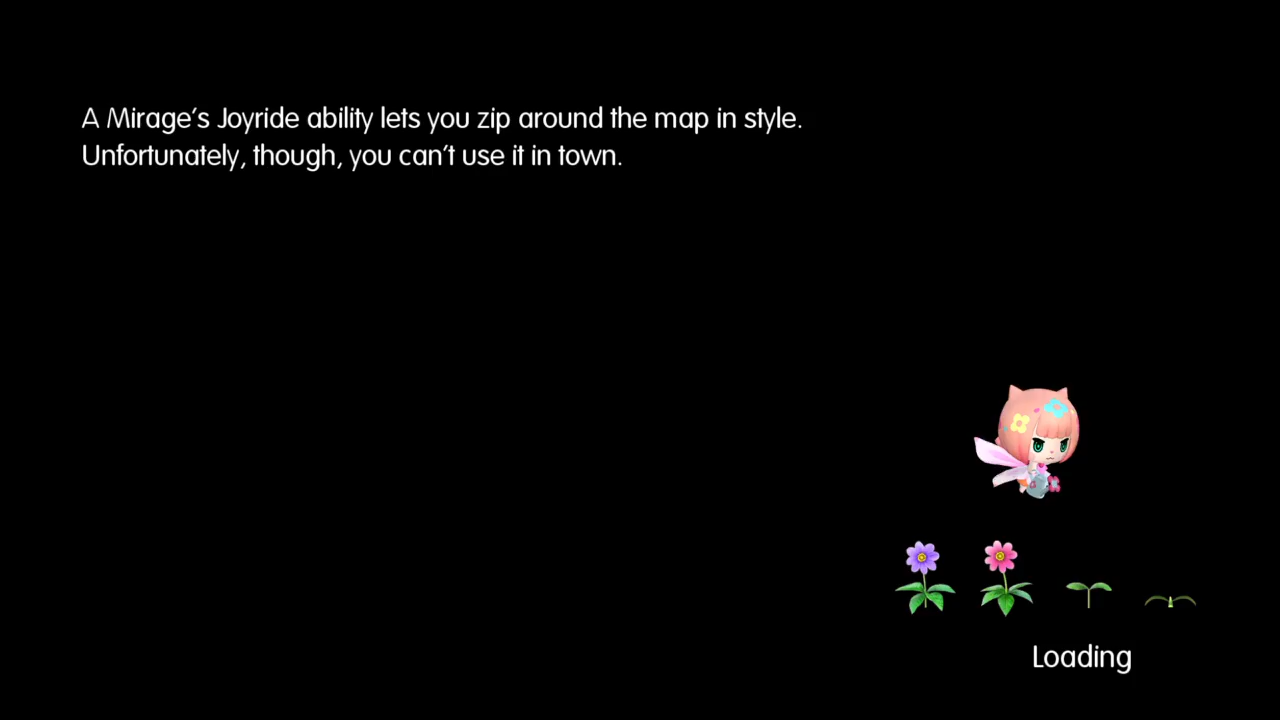 A Mirage's Joyride ability lets you zip around the map in style.
Unfortunately, though, you can't use it in town.
Loading